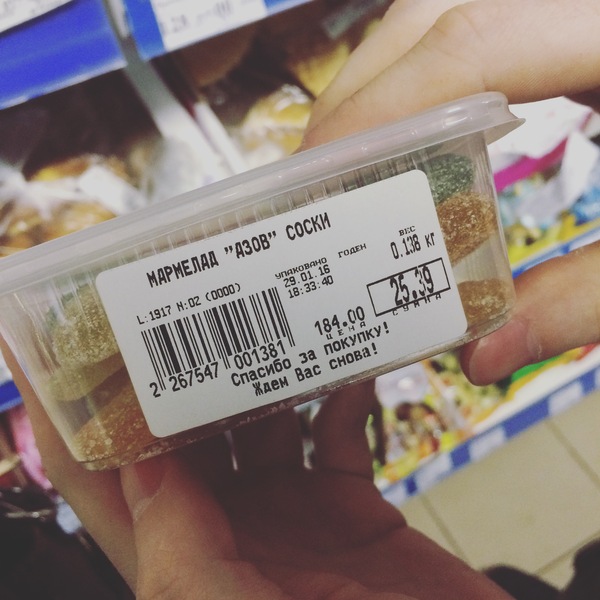 МАРМЕЛАД "АЗОВ" СОСКИ
L:1917 N:02 (0000)
УПАКОВАНО ГОДЕН
29.01.16
18:33:40
ВЕС
0.138 КГ
184.00
ЦЕНА
25.39
СУММА
2 267547 001381
Спасибо за покупку!
Ждем Вас снова!